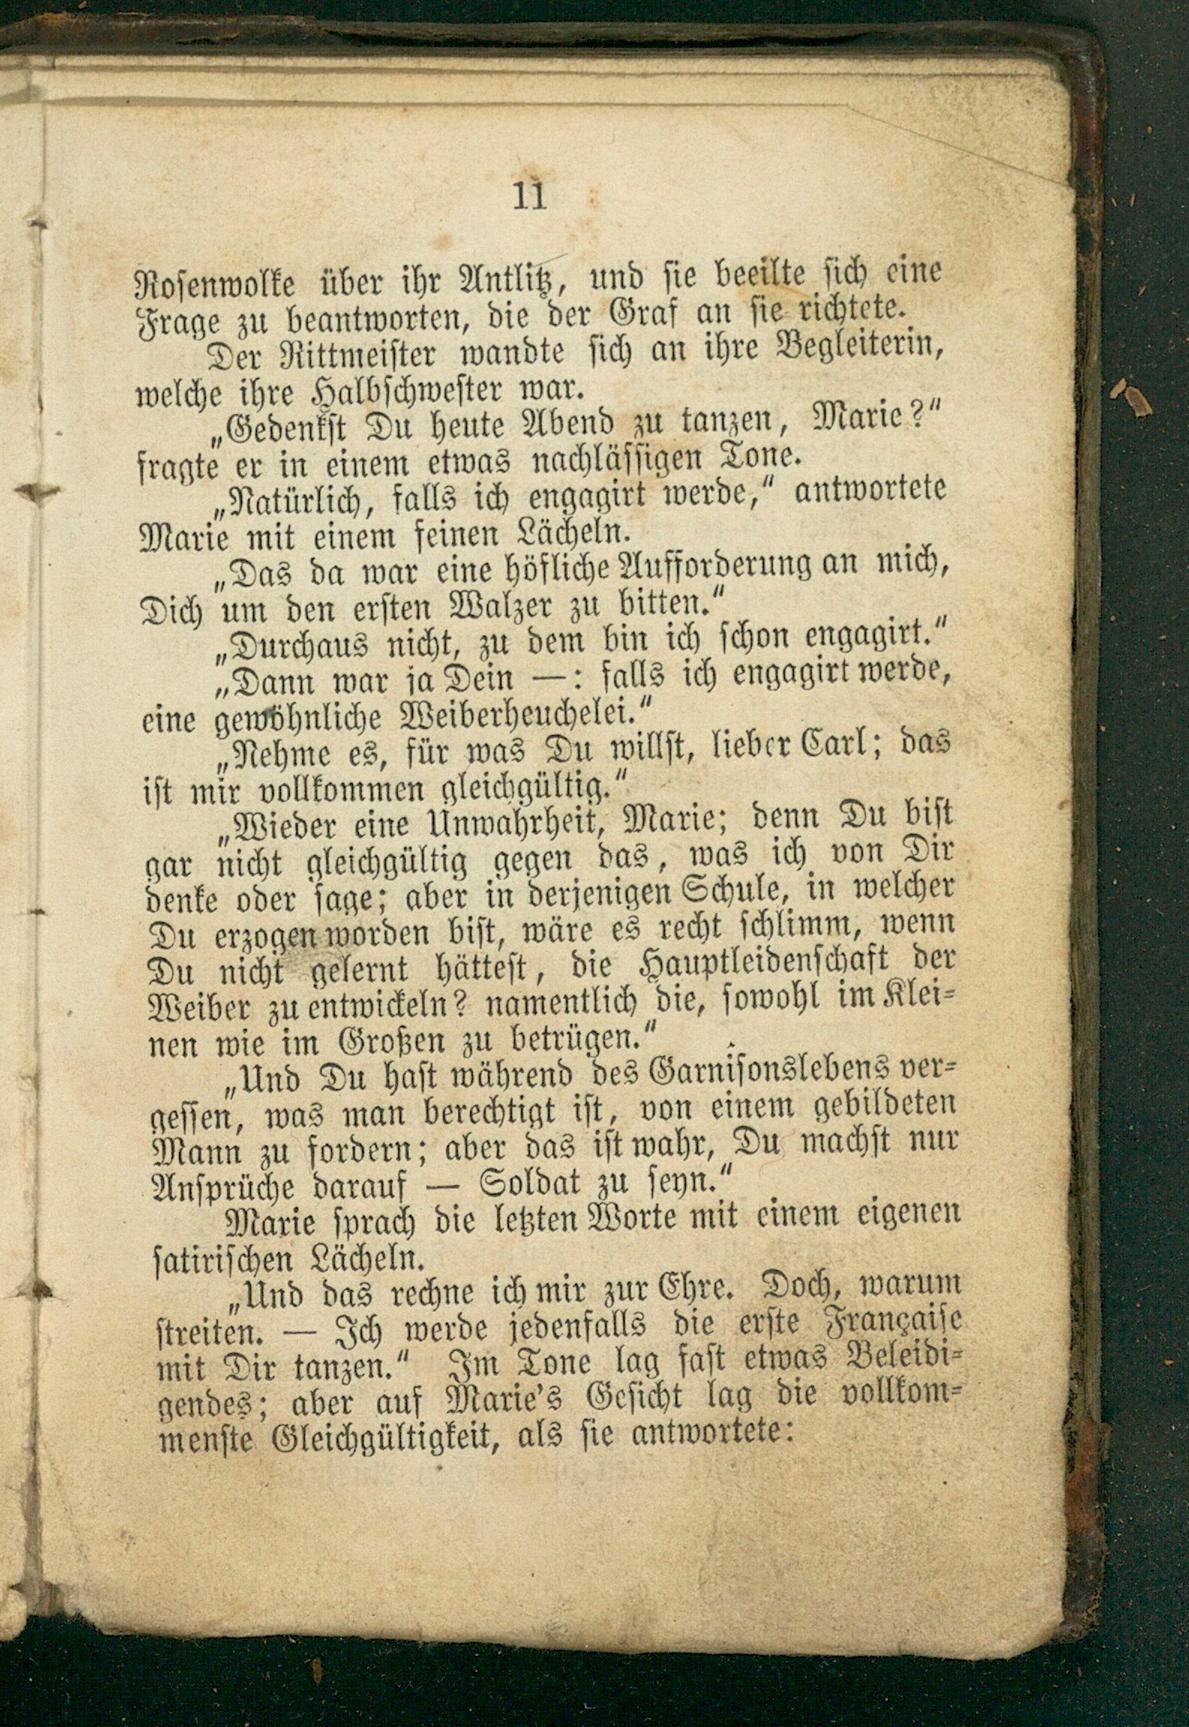 11
Rosenwolke über ihr Antlitz, und sie beeilte sich eine
Frage zu beantworten, die der Graf an sie richtete.
Der Rittmeister wandte sich an ihre Begleiterin,
welche ihre Halbschwester war.
„Gedenkst Du heute Abend zu tanzen, Marie?“
fragte er in einem etwas nachlässigen Tone.
„Natürlich, falls ich engagirt werde,“ antwortete
Marie mit einem feinen Lächeln.
„Das da war eine höfliche Aufforderung an mich,
Dich um den ersten Walzer zu bitten.“
„Durchaus nicht, zu dem bin ich schon engagirt.“
„Dann war ja Dein —: falls ich engagirt werde,
eine gewöhnliche Weiberheuchelei.“
„Nehme es, für was Du willst, lieber Carl; das
ist mir vollkommen gleichgültig.“
„Wieder eine Unwahrheit, Marie; denn Du bist
gar nicht gleichgültig gegen das, was ich von Dir
denke oder sage; aber in derjenigen Schule, in welcher
Du erzogen worden bist, wäre es recht schlimm, wenn
Du nicht gelernt hättest, die Hauptleidenschaft der
Weiber zu entwickeln? namentlich die, sowohl im Klei-
nen wie im Großen zu betrügen.“
„Und Du hast während des Garnisonslebens ver-
gessen, was man berechtigt ist, von einem gebildeten
Mann zu fordern; aber das ist wahr, Du machst nur
Ansprüche darauf — Soldat zu seyn.“
Marie sprach die letzten Worte mit einem eigenen
satirischen Lächeln.
„Und das rechne ich mir zur Ehre. Doch, warum
streiten. — Ich werde jedenfalls die erste Française
mit Dir tanzen.“ Im Tone lag fast etwas Beleidi-
gendes; aber auf Marie's Gesicht lag die vollkom-
menste Gleichgültigkeit, als sie antwortete: